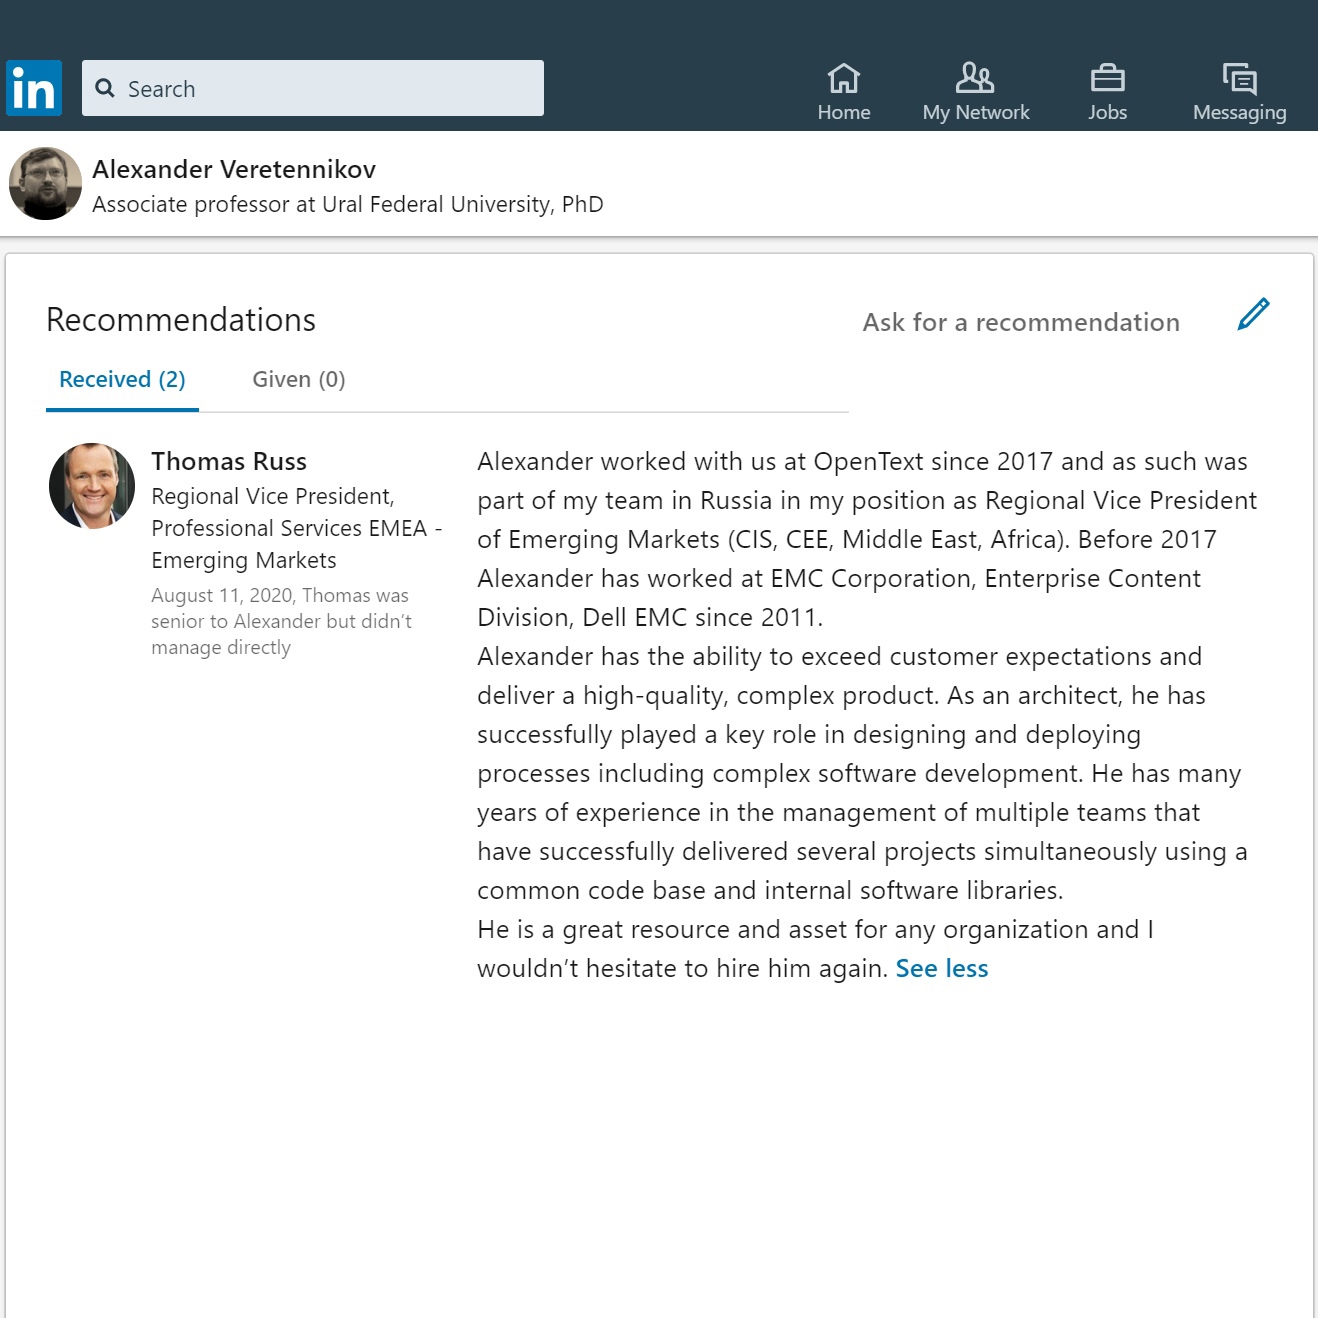 in
Search
Home
My Network
Jobs
Messaging
Alexander Veretennikov
Associate professor at Ural Federal University, PhD
Recommendations
Ask for a recommendation
Received (2)
Given (0)
Thomas Russ
Regional Vice President,
Professional Services EMEA -
Emerging Markets
August 11, 2020, Thomas was
senior to Alexander but didn’t
manage directly
Alexander worked with us at OpenText since 2017 and as such was
part of my team in Russia in my position as Regional Vice President
of Emerging Markets (CIS, CEE, Middle East, Africa). Before 2017
Alexander has worked at EMC Corporation, Enterprise Content
Division, Dell EMC since 2011.
Alexander has the ability to exceed customer expectations and
deliver a high-quality, complex product. As an architect, he has
successfully played a key role in designing and deploying
processes including complex software development. He has many
years of experience in the management of multiple teams that
have successfully delivered several projects simultaneously using a
common code base and internal software libraries.
He is a great resource and asset for any organization and I
wouldn’t hesitate to hire him again. See less